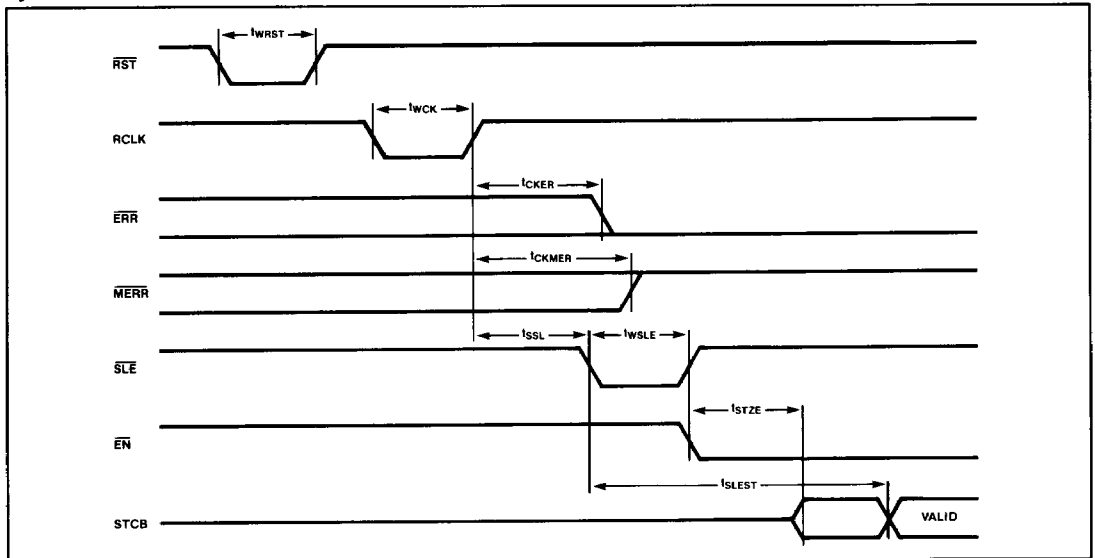 tWRST
RST
tWCK
RCLK
tCKER
ERR
tCKMER
MERR
tSSL tWSLE
SLE
tSTZE
EN
tSLEST
STCB VALID